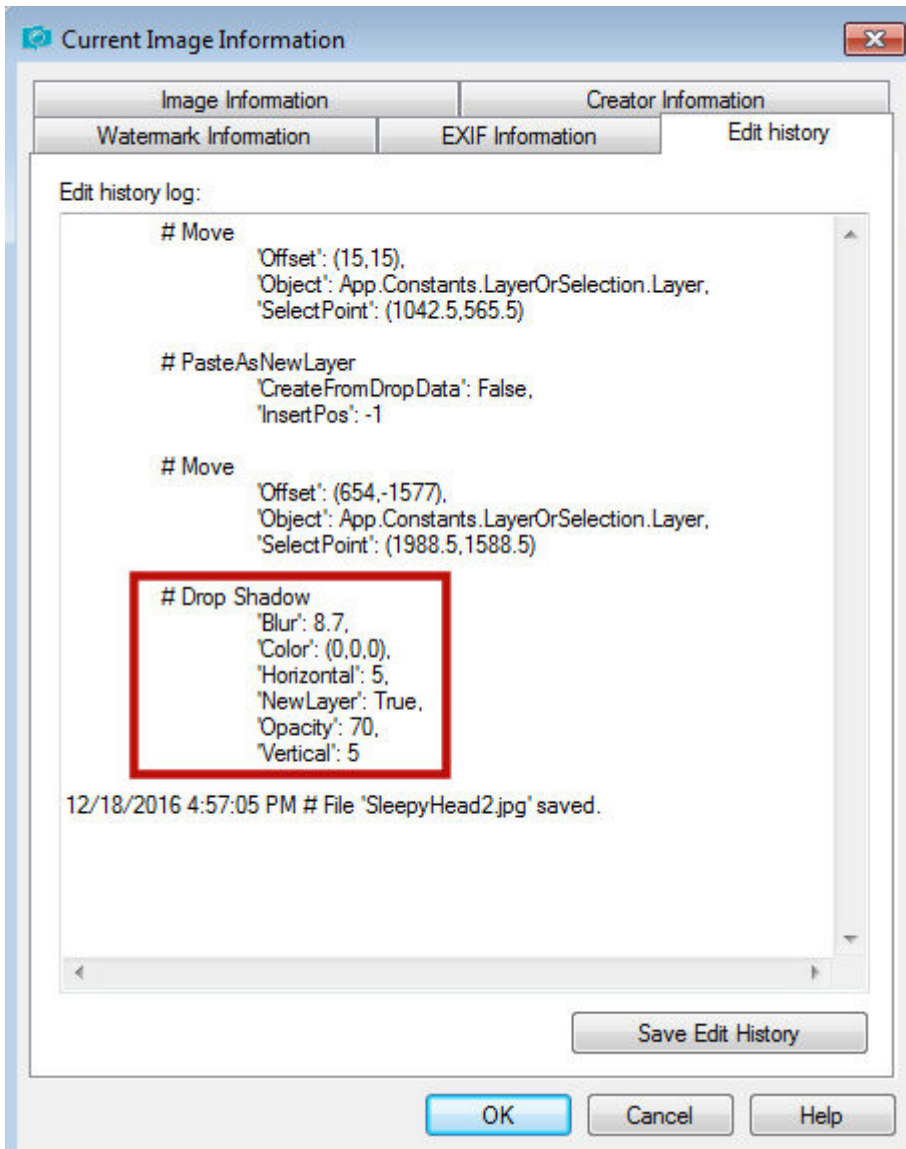 Current Image Information
Image Information
Creator Information
Watermark Information
EXIF Information
Edit history
Edit history log:
# Move
'Offset': (15,15),
'Object': App.Constants.LayerOrSelection.Layer,
'SelectPoint': (1042.5,565.5)
# PasteAsNewLayer
'CreateFromDropData': False,
'InsertPos': -1
# Move
'Offset': (654,-1577),
'Object': App.Constants.LayerOrSelection.Layer,
'SelectPoint': (1988.5,1588.5)
# Drop Shadow
'Blur': 8.7,
'Color': (0,0,0),
'Horizontal': 5,
'NewLayer': True,
'Opacity': 70,
'Vertical': 5
12/18/2016 4:57:05 PM # File 'SleepyHead2.jpg' saved.
Save Edit History
OK
Cancel
Help